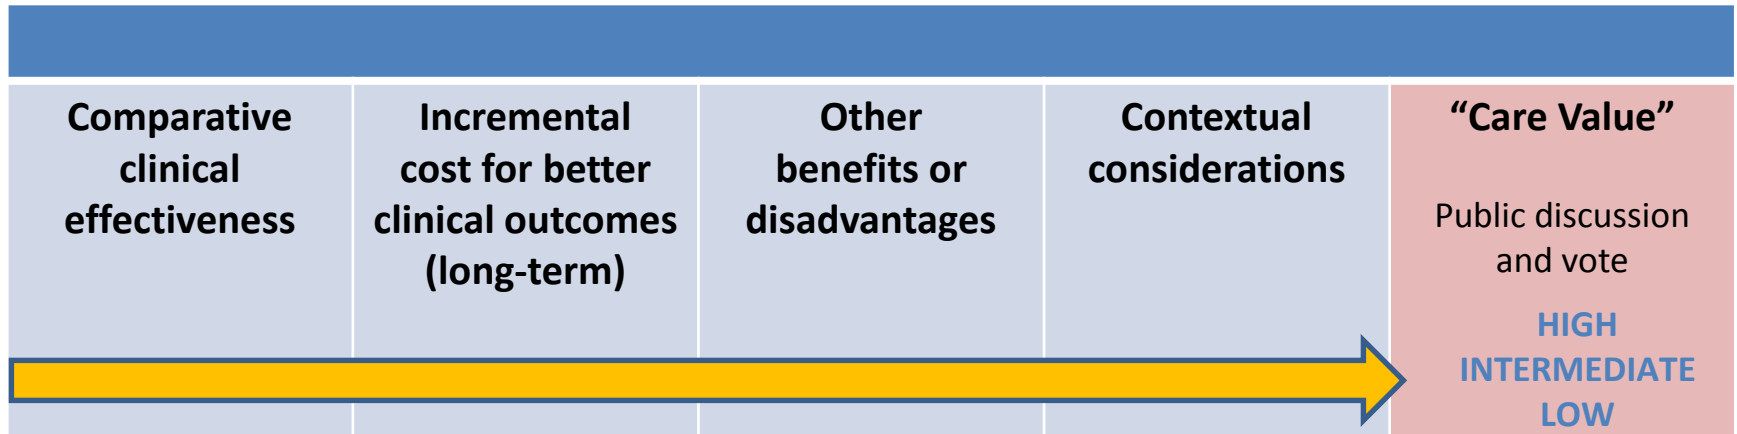 Comparative
clinical
effectiveness
Incremental
cost for better
clinical outcomes
(long-term)
Other
benefits or
disadvantages
Contextual
considerations
“Care Value”
Public discussion
and vote
HIGH
INTERMEDIATE
LOW